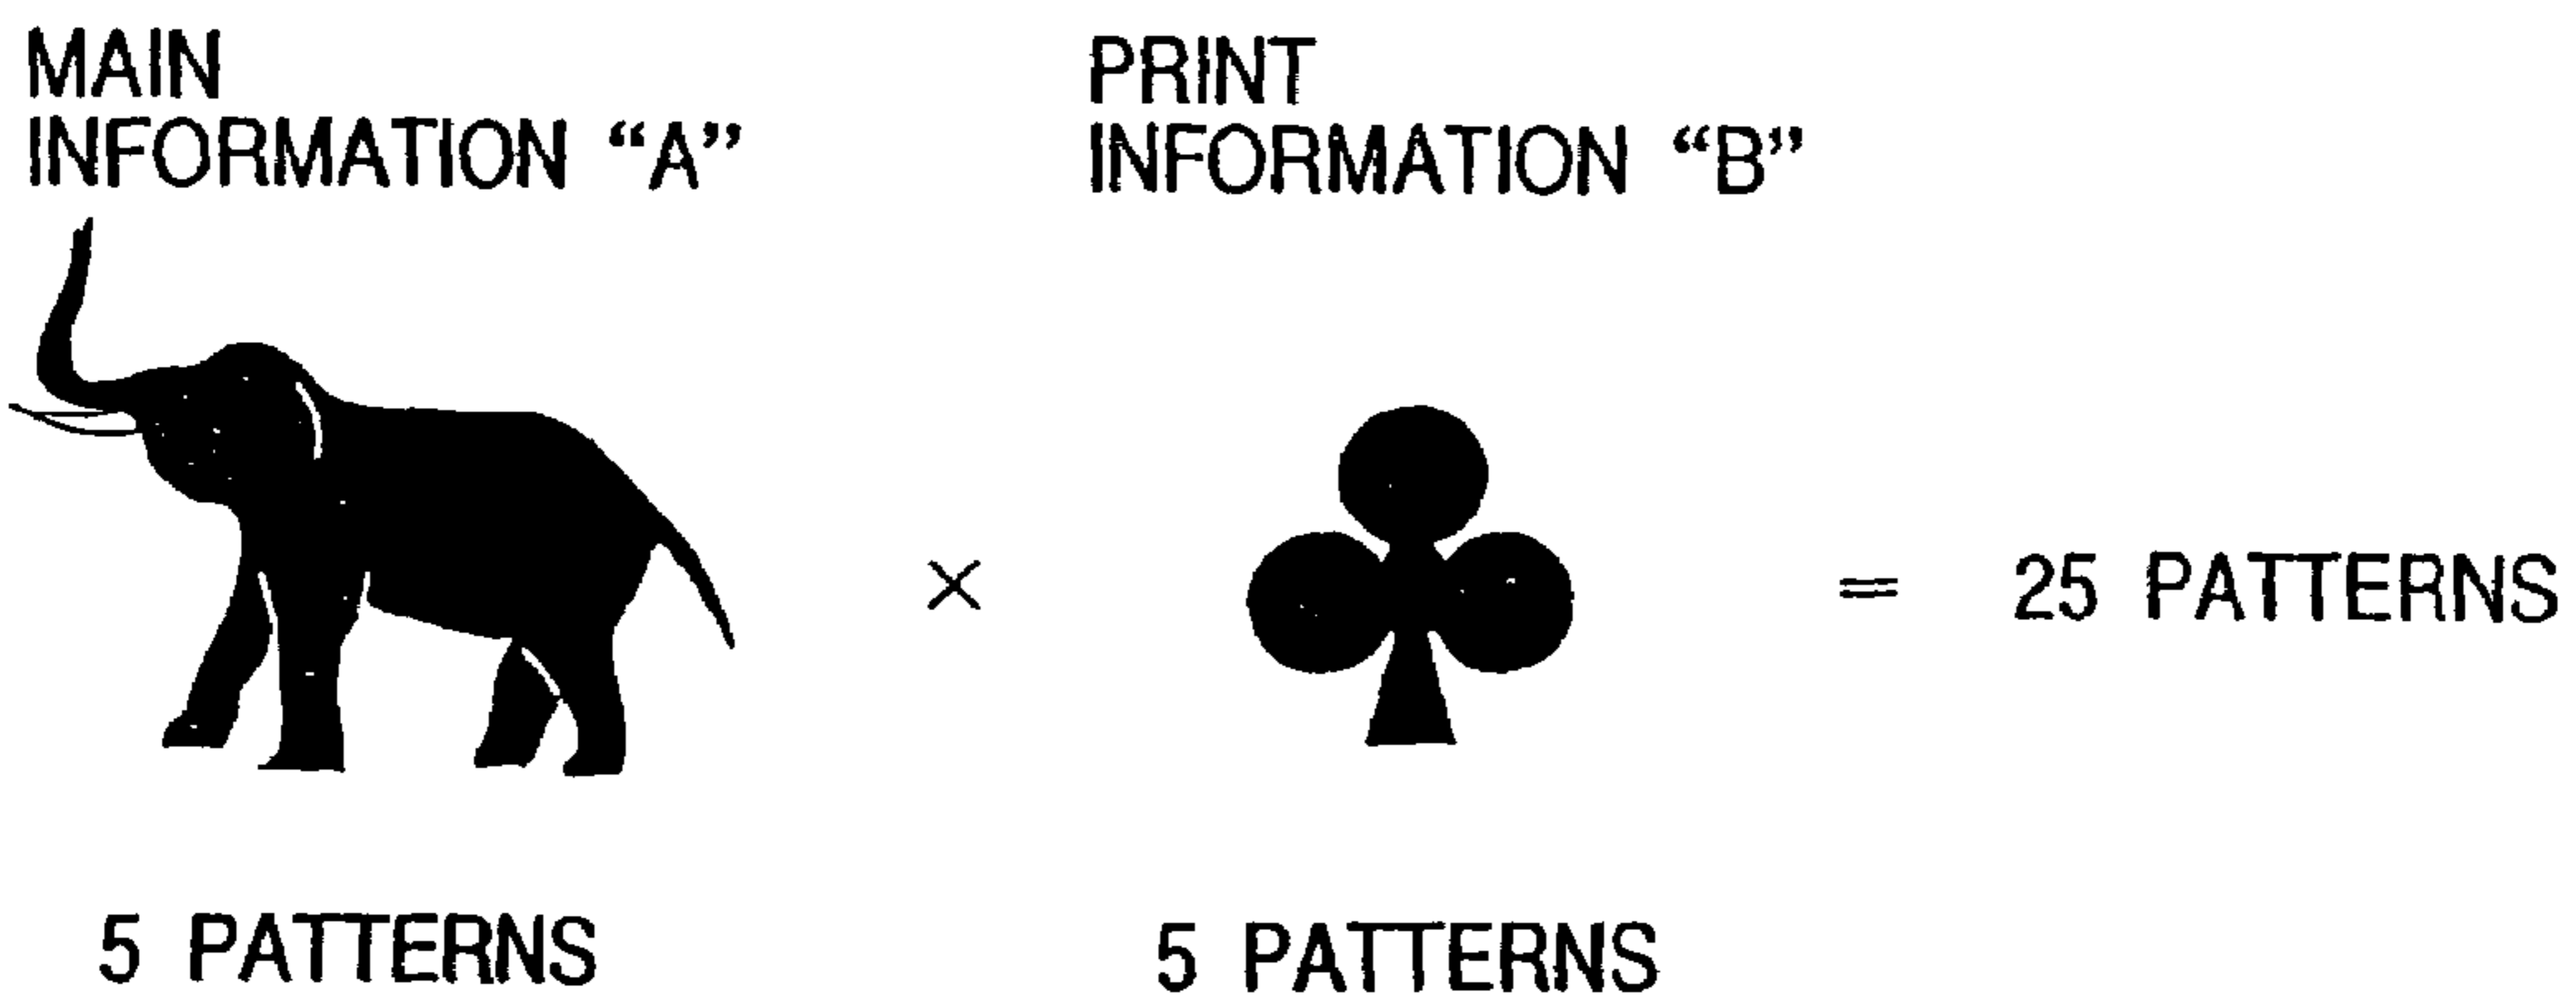 MAIN
INFORMATION “A”
PRINT
INFORMATION “B”
× = 25 PATTERNS
5 PATTERNS
5 PATTERNS